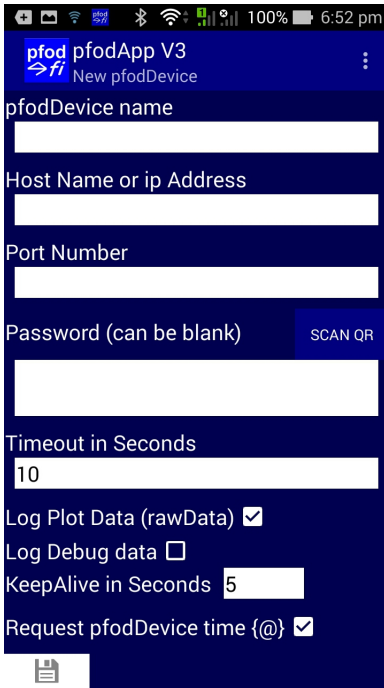 100% 6:52 pm
pfod
fi
pfodApp V3
New pfodDevice
pfodDevice name
Host Name or ip Address
Port Number
Password (can be blank)
SCAN QR
Timeout in Seconds
10
Log Plot Data (rawData)
Log Debug data
KeepAlive in Seconds 5
Request pfodDevice time {@}